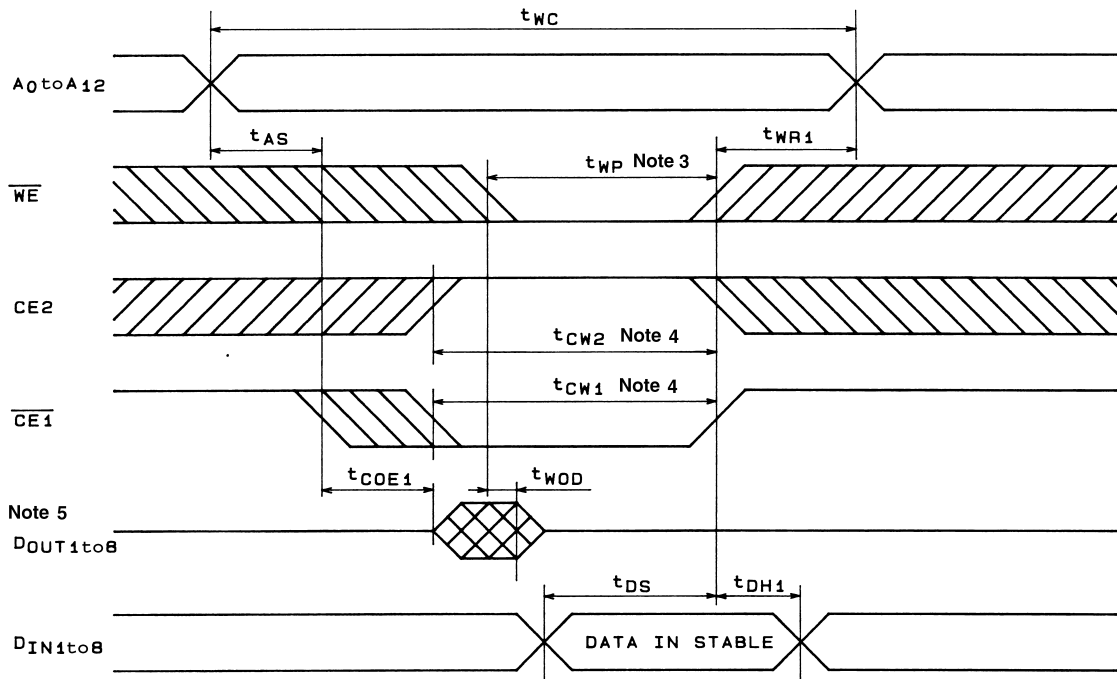 tWC
A0toA12
tAS
tWR1
tWP Note 3
WE
CE2
tCW2 Note 4
tCW1 Note 4
CE1
tCOE1
tWOD
Note 5
DOUT1to8
tDS
tDH1
DIN1to8
DATA IN STABLE